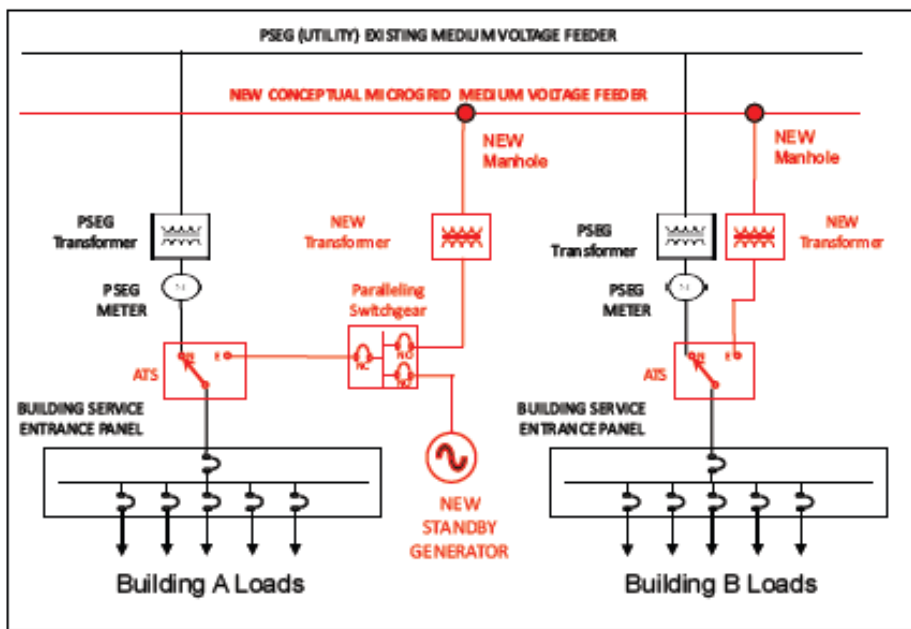 PSEG (UTILITY) EXISTING MEDIUM VOLTAGE FEEDER
NEW CONCEPTUAL MICROGRID MEDIUM VOLTAGE FEEDER
NEW
Manhole
NEW
Manhole
PSEG
Transformer
NEW
Transformer
PSEG
Transformer
NEW
Transformer
PSEG
METER
Paralleling
Switchgear
PSEG
METER
N
E
NC
NO
NO
ATS
N
E
ATS
BUILDING SERVICE
ENTRANCE PANEL
BUILDING SERVICE
ENTRANCE PANEL
NEW
STANDBY
GENERATOR
Building A Loads
Building B Loads